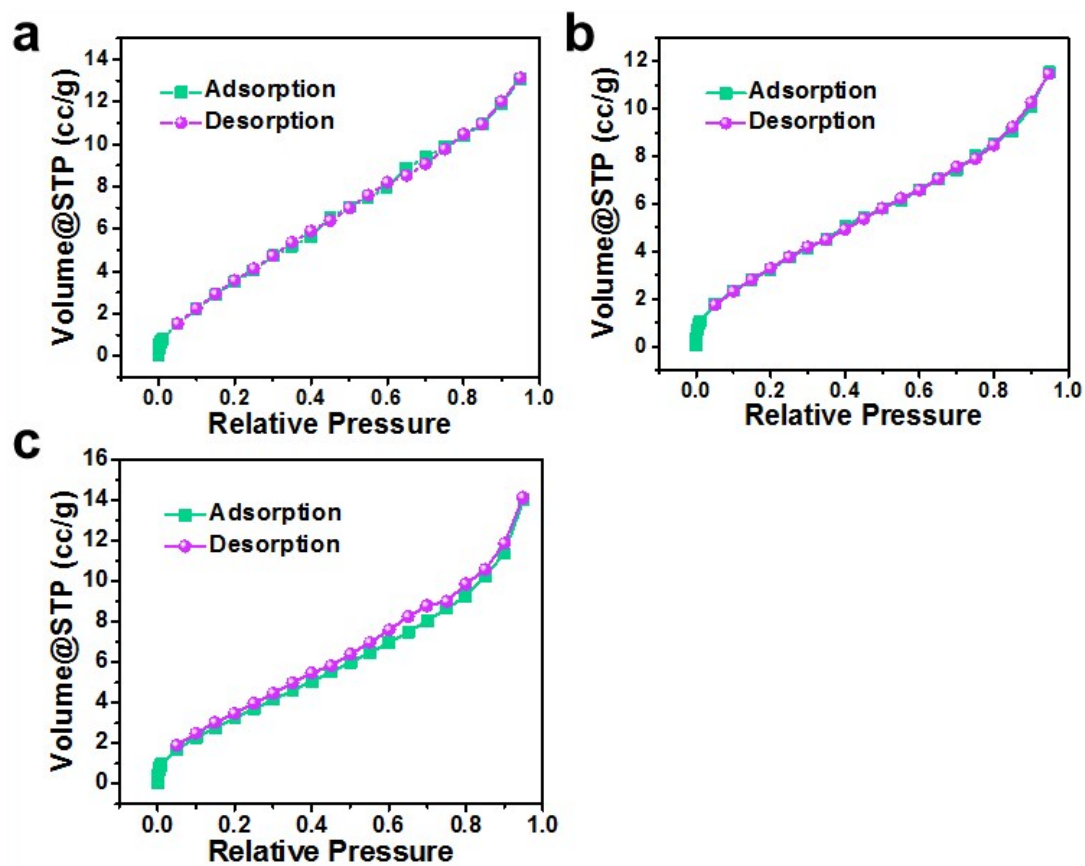 a
Volume@STP (cc/g)
14
12
10
8
6
4
2
0
Adsorption
Desorption
0.0 0.2 0.4 0.6 0.8 1.0
Relative Pressure
b
Volume@STP (cc/g)
12
10
8
6
4
2
0
Adsorption
Desorption
0.0 0.2 0.4 0.6 0.8 1.0
Relative Pressure
c
Volume@STP (cc/g)
16
14
12
10
8
6
4
2
0
Adsorption
Desorption
0.0 0.2 0.4 0.6 0.8 1.0
Relative Pressure